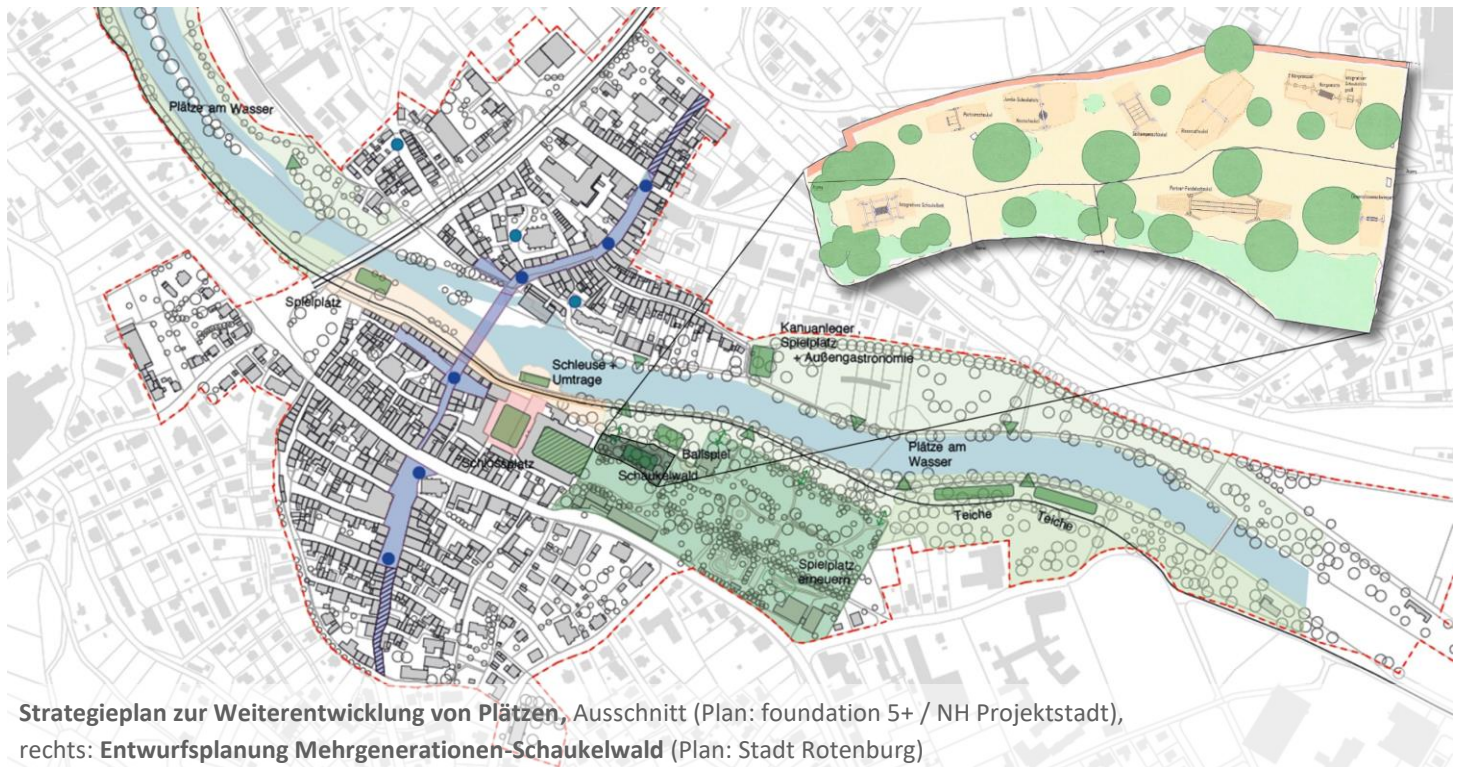 Plätze am Wasser
Spielplatz
Schleuse +
Umtrage
Schlossplatz
Kanuanleger,
Spielplatz
+ Außengastronomie
Ballspiel
Schaukelwald
Plätze am
Wasser
Teiche
Teiche
Spielplatz
erneuern
Strategieplan zur Weiterentwicklung von Plätzen, Ausschnitt (Plan: foundation 5+ / NH Projektstadt),
rechts: Entwurfsplanung Mehrgenerationen-Schaukelwald (Plan: Stadt Rotenburg)